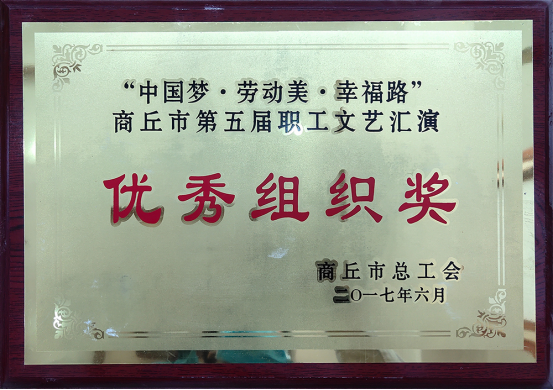 “中国梦·劳动美·幸福路”
商丘市第五届职工文艺汇演
优秀组织奖
商丘市总工会
二〇一七年六月